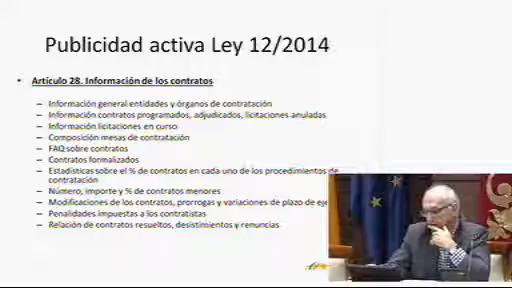 Publicidad activa Ley 12/2014
• Artículo 28. Información de los contratos
– Información general entidades y órganos de contratación
– Información contratos programados, adjudicados, licitaciones anuladas
– Información licitaciones en curso
– Composición mesas de contratación
– FAQ sobre contratos
– Contratos formalizados
– Estadísticas sobre el % de contratos en cada uno de los procedimientos de
contratación
– Número, importe y % de contratos menores
– Modificaciones de los contratos, prorrogas y variaciones de plazo de eje
– Penalidades impuestas a los contratistas
– Relación de contratos resueltos, desistimientos y renuncias